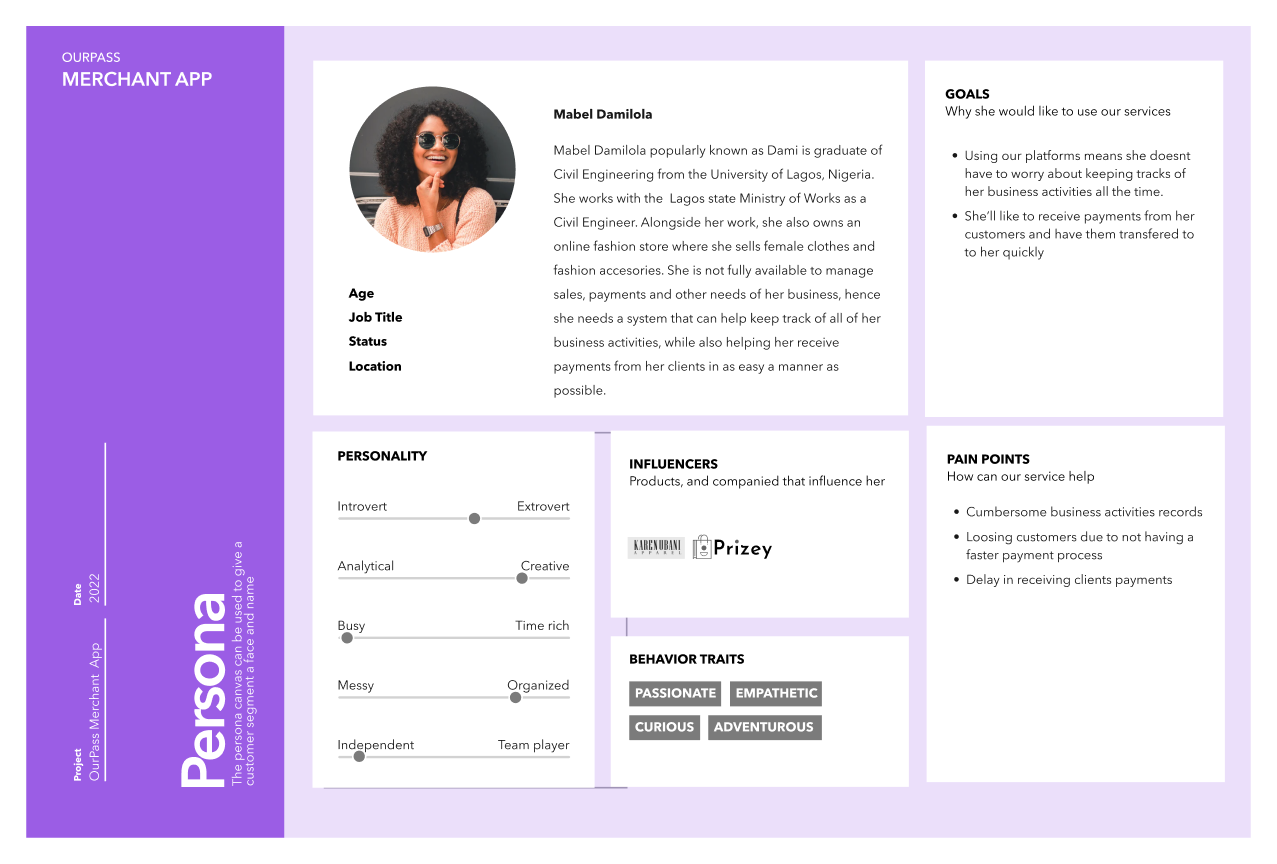 OURPASS
MERCHANT APP
Project
OurPass Merchant App
Date
2022
Persona
The persona canvas can be used to give a
customer segment a face and name
Age
Job Title
Status
Location
Mabel Damilola
Mabel Damilola popularly known as Dami is graduate of
Civil Engineering from the University of Lagos, Nigeria.
She works with the Lagos state Ministry of Works as a
Civil Engineer. Alongside her work, she also owns an
online fashion store where she sells female clothes and
fashion accesories. She is not fully available to manage
sales, payments and other needs of her business, hence
she needs a system that can help keep track of all of her
business activities, while also helping her receive
payments from her clients in as easy a manner as
possible.
GOALS
Why she would like to use our services
• Using our platforms means she doesnt
have to worry about keeping tracks of
her business activities all the time.
• She'll like to receive payments from her
customers and have them transfered to
to her quickly
PERSONALITY
Introvert Extrovert
Analytical Creative
Busy Time rich
Messy Organized
Independent Team player
INFLUENCERS
Products, and companied that influence her
KAREN UBANI
APPAREL
Prizey
BEHAVIOR TRAITS
PASSIONATE EMPATHETIC
CURIOUS ADVENTUROUS
PAIN POINTS
How can our service help
• Cumbersome business activities records
• Loosing customers due to not having a
faster payment process
• Delay in receiving clients payments